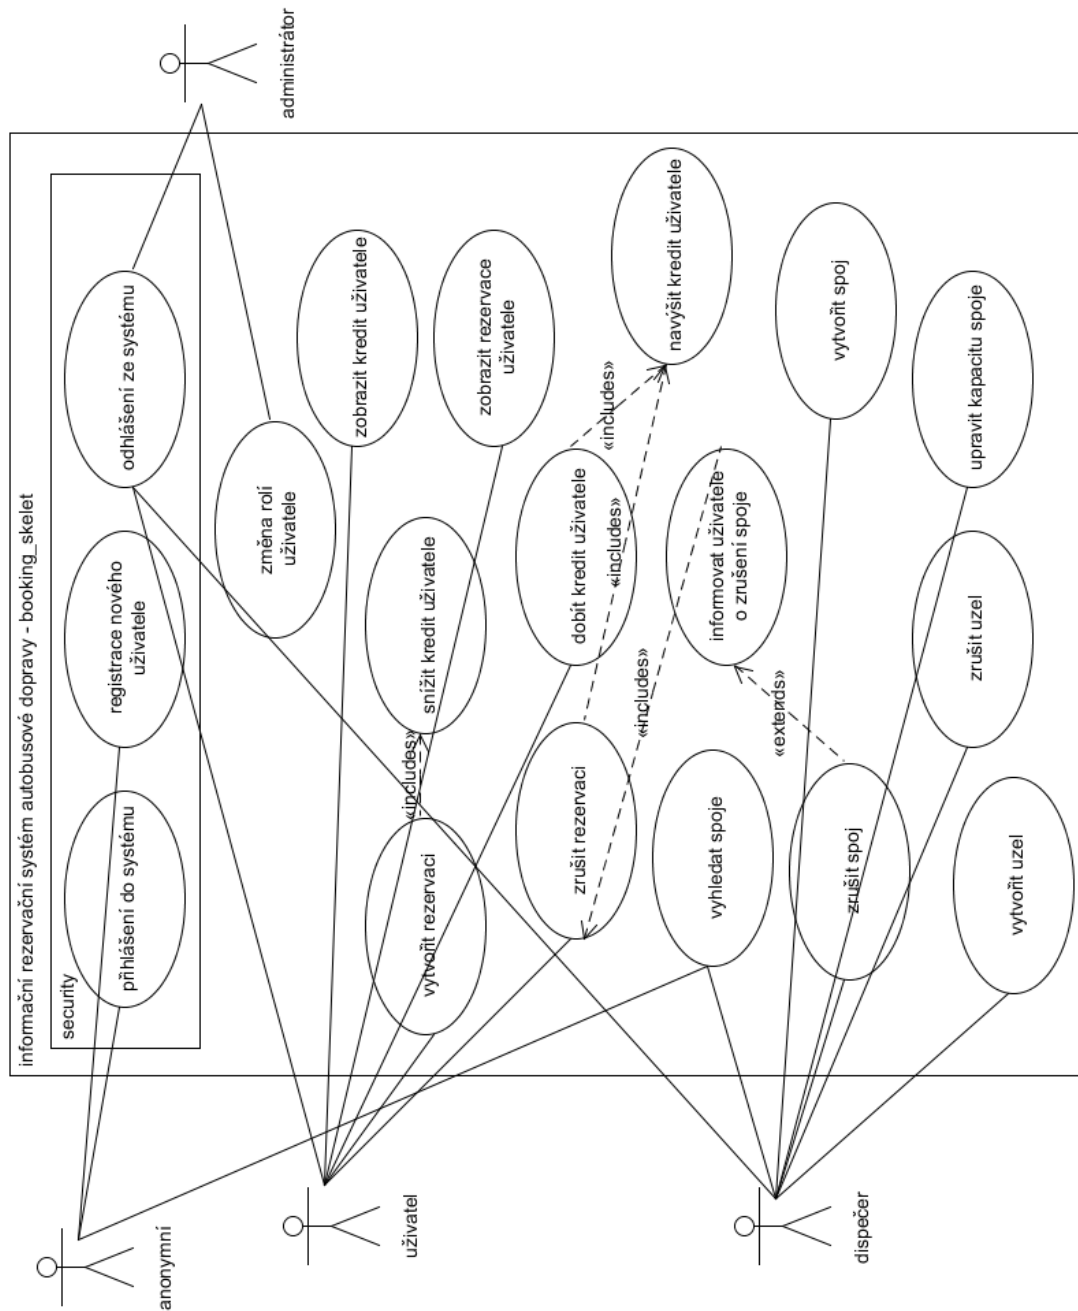 informační rezervační systém autobusové dopravy - booking_skelet
security
přihlášení do systému
registrace nového
uživatele
odhlášení ze systému
administrátor
změna rolí
uživatele
zobrazit kredit uživatele
vytvořit rezervaci
«includes»
snížit kredit uživatele
zobrazit rezervace
uživatele
zrušit rezervaci
dobít kredit uživatele
«includes»
«includes»
«includes»
navýšit kredit uživatele
vyhledat spoje
informovat uživatele
o zrušení spoje
«extends»
zrušit spoj
vytvořit spoj
zrušit uzel
upravit kapacitu spoje
vytvořit uzel
anonymní
uživatel
dispečer